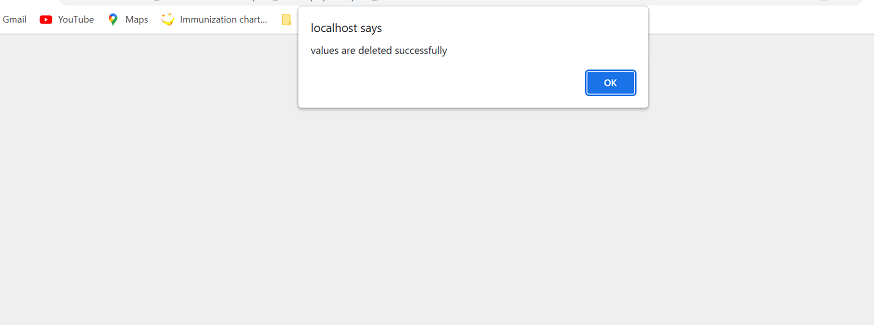 Gmail YouTube Maps Immunization chart...
localhost says
values are deleted successfully
OK